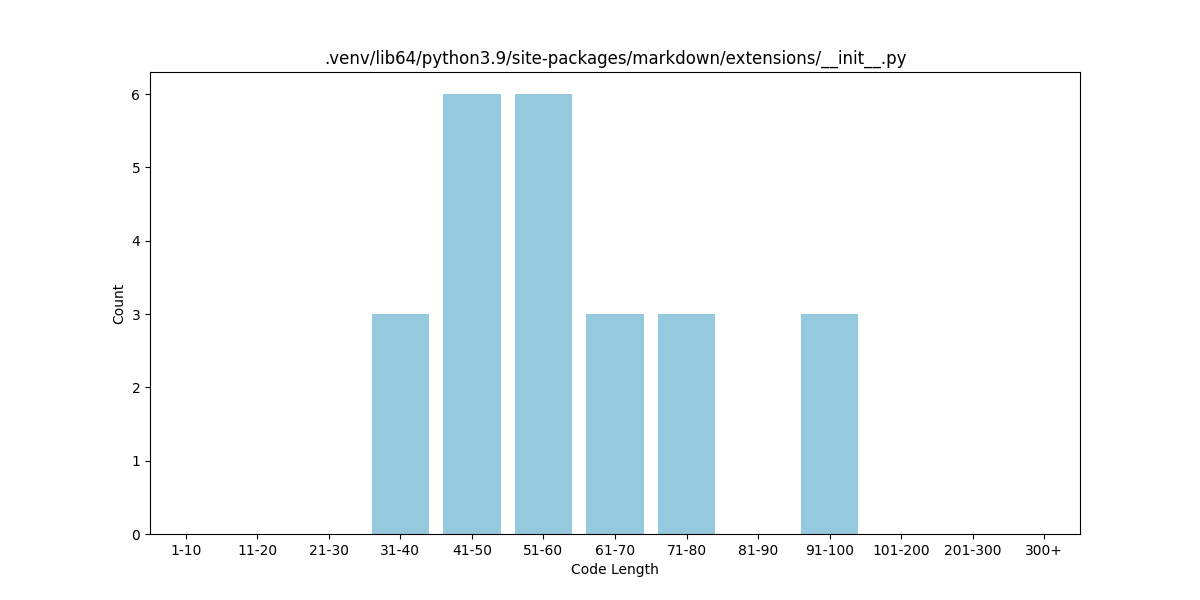 .venv/lib64/python3.9/site-packages/markdown/extensions/__init__.py
6
5
4
3
2
1
0
Count
1-10 11-20 21-30 31-40 41-50 51-60 61-70 71-80 81-90 91-100 101-200 201-300 300+
Code Length